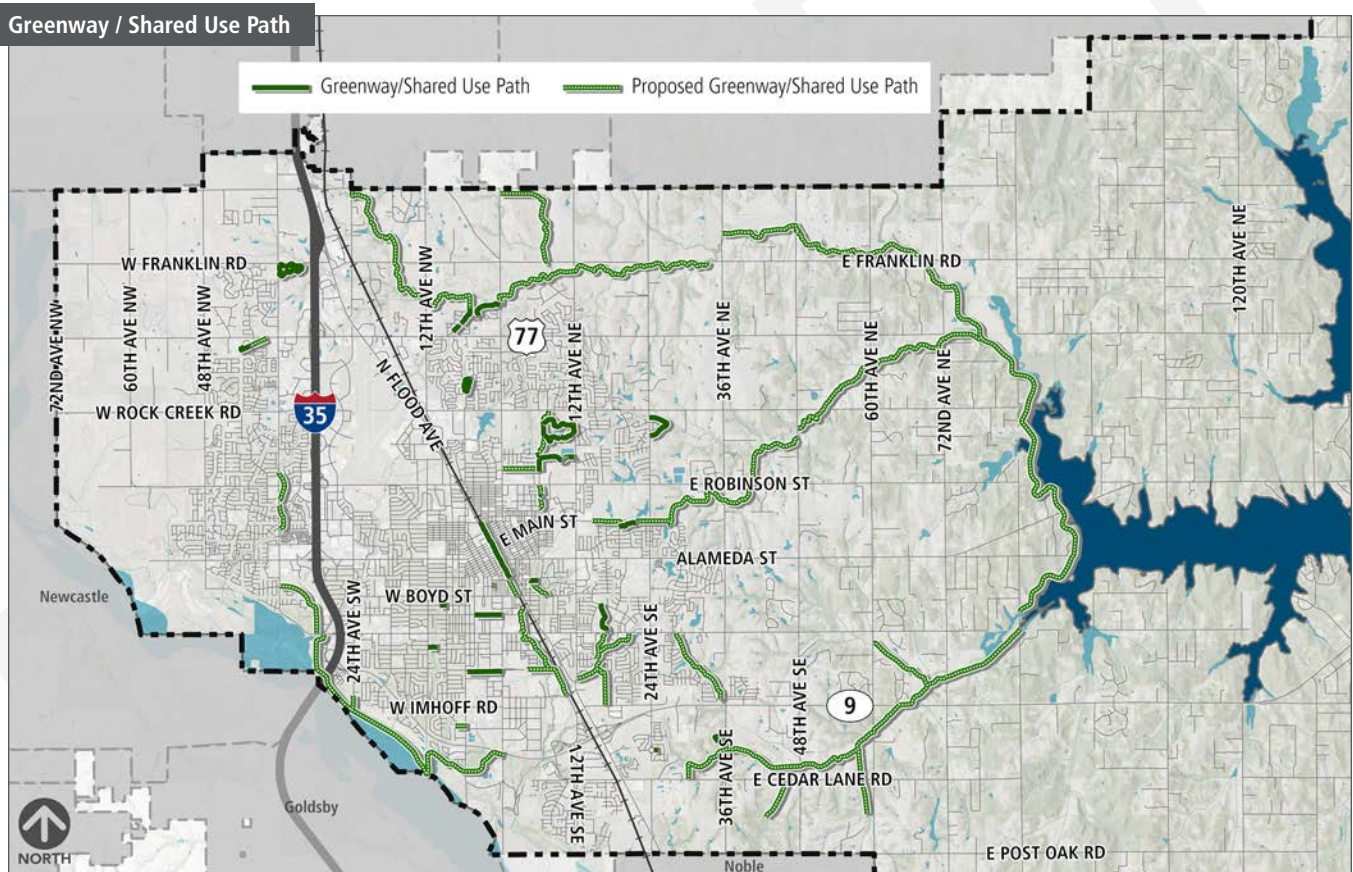 Greenway / Shared Use Path
Greenway/Shared Use Path
Proposed Greenway/Shared Use Path
W FRANKLIN RD
E FRANKLIN RD
72ND AVE NW
60TH AVE NW
48TH AVE NW
12TH AVE NW
77
12TH AVE NE
36TH AVE NE
60TH AVE NE
72ND AVE NE
120TH AVE NE
N FLOOD AVE
W ROCK CREEK RD
35
E ROBINSON ST
E MAIN ST
ALAMEDA ST
Newcastle
W BOYD ST
24TH AVE SW
24TH AVE SE
48TH AVE SE
W IMHOFF RD
9
12TH AVE SE
36TH AVE SE
E CEDAR LANE RD
Goldsby
NORTH
Noble
E POST OAK RD